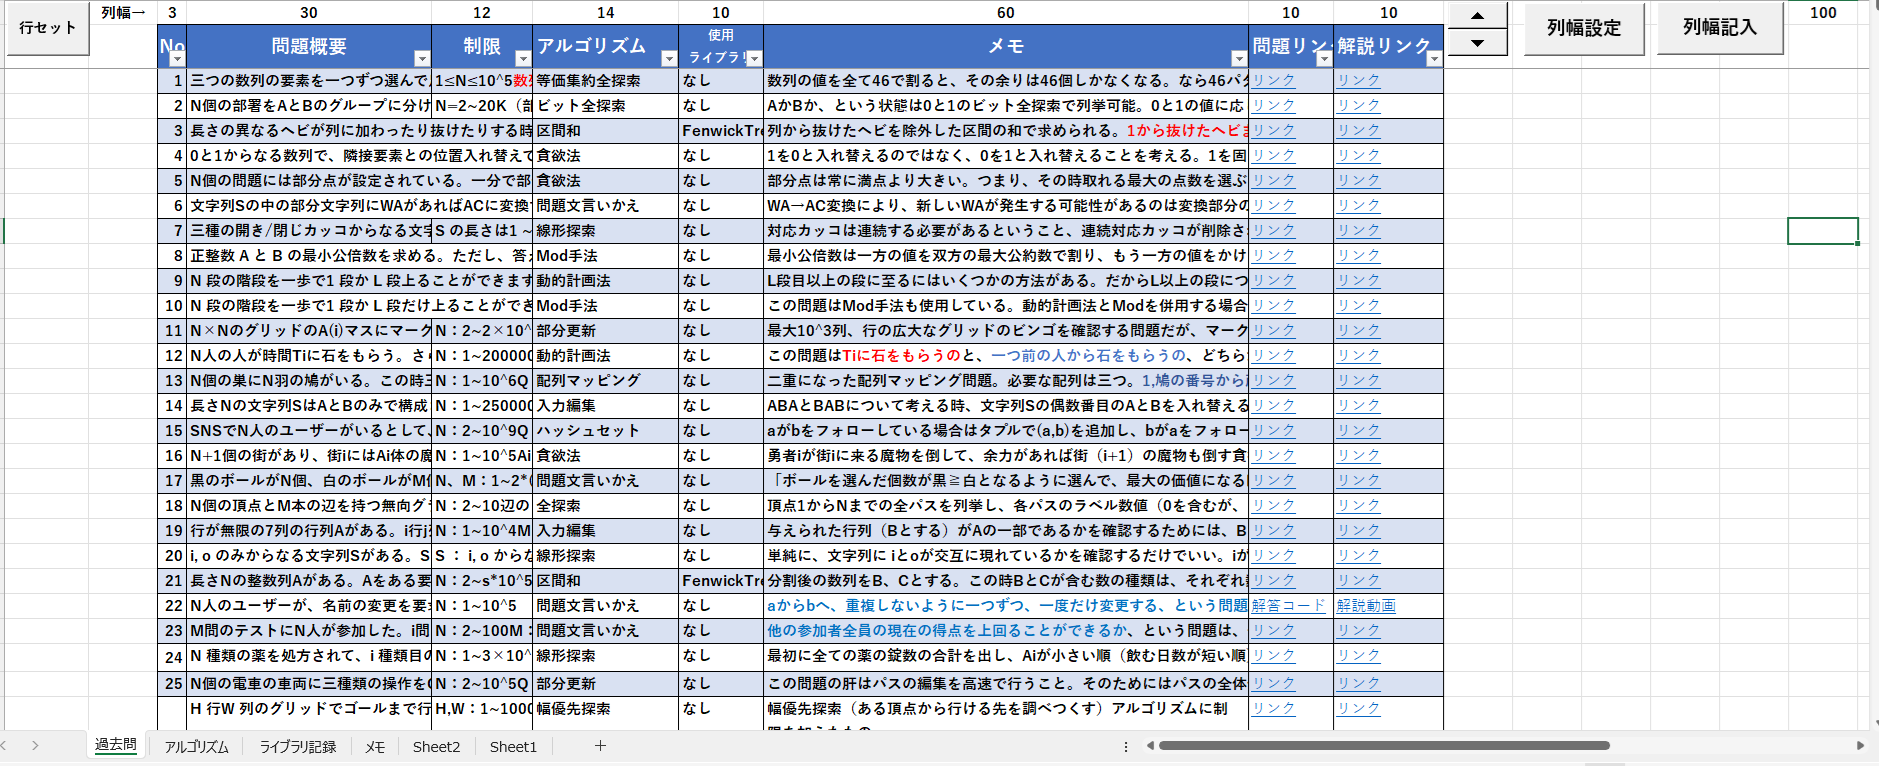 行セット 列幅→ 3 30 12 14 10 60 10 10 列幅設定 列幅記入 100
No 問題概要 制限 アルゴリズム 使用 ライブラリ メモ 問題リン 解説リンク
1 三つの数列の要素を一つずつ選んで 1≤N≤10^5数 等価集約全探索 なし 数列の値を全て46で割ると、その余りは46個しかなくなる。なら46パ リンク リンク
2 N個の部署をAとBのグループに分け N=2~20K（部 ビット全探索 なし AかBか、という状態は0と1のビット全探索で列挙可能。0と1の値に応 リンク リンク
3 長さの異なるヘビが列に加わったり抜けたりする時 区間和 FenwickTre 列から抜けたヘビを除外した区間の和で求められる。1から抜けたヘビま リンク リンク
4 0と1からなる数列で、隣接要素との位置入れ替えて 貪欲法 なし 1を0と入れ替えるのではなく、0を1と入れ替えることを考える。1を固 リンク リンク
5 N個の問題には部分点が設定されている。一分で部 貪欲法 なし 部分点は常に満点より大きい。つまり、その時取れる最大の点数を選ぶ リンク リンク
6 文字列Sの中の部分文字列にWAがあればACに変換 問題文言いかえ なし WA→AC変換により、新しいWAが発生する可能性があるのは変換部分の リンク リンク
7 三種の開き/閉じカッコからなる文字 S の長さは1 ~ 線形探索 なし 対応カッコは連続する必要があるということ、連続対応カッコが削除さ リンク リンク
8 正整数 A と B の最小公倍数を求める。ただし、答え Mod手法 なし 最小公倍数は一方の値を双方の最大公約数で割り、もう一方の値をかけ リンク リンク
9 N 段の階段を一歩で1 段か L 段上ることができます 動的計画法 なし L段目以上の段に至るにはいくつかの方法がある。だからL以上の段につ リンク リンク
10 N 段の階段を一歩で1 段か L 段だけ上ることができ Mod手法 なし この問題はMod手法も使用している。動的計画法とModを併用する場合 リンク リンク
11 N×NのグリッドのA(i)マスにマーク N：2~2×10^ 部分更新 なし 最大10^3列、行の広大なグリッドのビンゴを確認する問題だが、マーク リンク リンク
12 N人の人が時間Tiに石をもらう。さら N：1~200000 動的計画法 なし この問題はTiに石をもらうのと、一つ前の人から石をもらうの、どちら リンク リンク
13 N個の巣にN羽の鳩がいる。この時三 N：1~10^6Q 配列マッピング なし 二重になった配列マッピング問題。必要な配列は三つ。1,鳩の番号から リンク リンク
14 長さNの文字列SはAとBのみで構成 N：1~250000 入力編集 なし ABAとBABについて考える時、文字列Sの偶数番目のAとBを入れ替える リンク リンク
15 SNSでN人のユーザーがいるとして、 N：2~10^9Q ハッシュセット なし aがbをフォローしている場合はタプルで(a,b)を追加し、bがaをフォロー リンク リンク
16 N+1個の街があり、街iにはAi体の魔 N：1~10^5Ai 貪欲法 なし 勇者iが街iに来る魔物を倒して、余力があれば街（i+1）の魔物も倒す貪 リンク リンク
17 黒のボールがN個、白のボールがM個 N、M：1~2*( 問題文言いかえ なし 「ボールを選んだ個数が黒≧白となるように選んで、最大の価値になる リンク リンク
18 N個の頂点とM本の辺を持つ無向グラ N：2~10辺の 全探索 なし 頂点1からNまでの全パスを列挙し、各パスのラベル数値（0を含むが、 リンク リンク
19 行が無限の7列の行列Aがある。i行j列 N：1~10^4M 入力編集 なし 与えられた行列（Bとする）がAの一部であるかを確認するためには、B リンク リンク
20 i, o のみからなる文字列Sがある。S S ： i, o からな 線形探索 なし 単純に、文字列に iとoが交互に現れているかを確認するだけでいい。iか リンク リンク
21 長さNの整数列Aがある。Aをある要 N：2~s*10^5 区間和 FenwickTre 分割後の数列をB、Cとする。この時BとCが含む数の種類は、それぞれ リンク リンク
22 N人のユーザーが、名前の変更を要 N：1~10^5 問題文言いかえ なし aからbへ、重複しないように一つずつ、一度だけ変更する、という問題 解答コード 解説動画
23 M問のテストにN人が参加した。i問 N：2~100M： 問題文言いかえ なし 他の参加者全員の現在の得点を上回ることができるか、という問題は、 リンク リンク
24 N 種類の薬を処方されて、i 種類目の N：1~3×10^ 線形探索 なし 最初に全ての薬の錠数の合計を出し、Aiが小さい順（飲む日数が短い順 リンク リンク
25 N個の電車の車両に三種類の操作を N：2~10^5Q 部分更新 なし この問題の肝はパスの編集を高速で行うこと。そのためにはパスの全体 リンク リンク
H 行W 列のグリッドでゴールまで行 H,W：1~1000 幅優先探索 なし 幅優先探索（ある頂点から行ける先を調べつくす）アルゴリズムに制 リンク リンク
過去問 アルゴリズム ライブラリ記録 メモ Sheet2 Sheet1